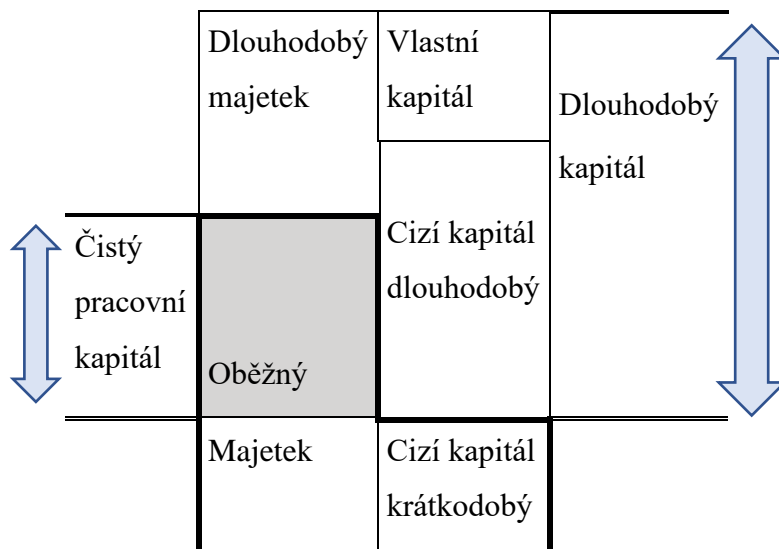 Dlouhodobý
majetek
Vlastní
kapitál
Dlouhodobý
kapitál
Čistý
pracovní
kapitál
Cizí kapitál
dlouhodobý
Oběžný
Majetek
Cizí kapitál
krátkodobý